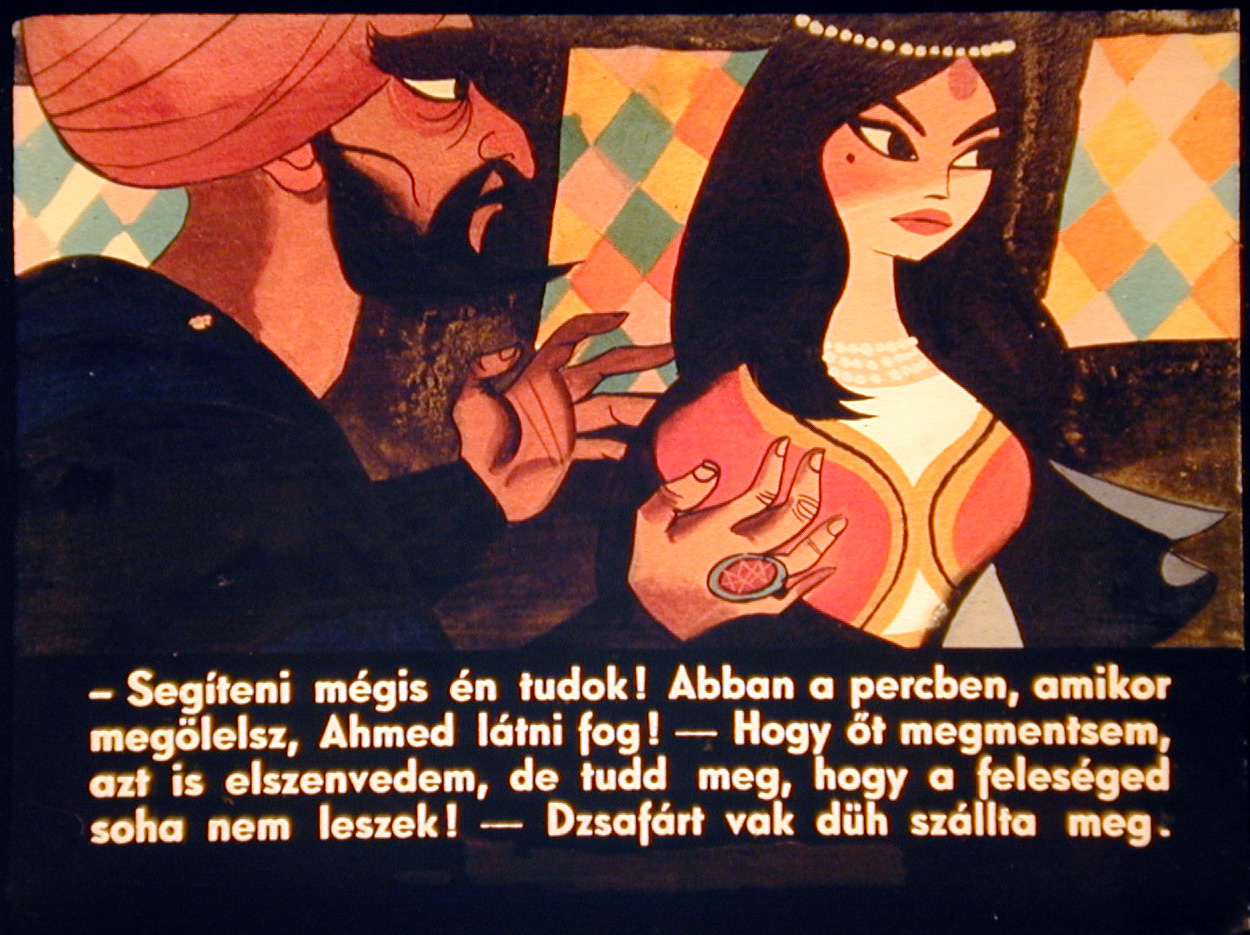 – Segíteni mégis én tudok! Abban a percben, amikor
megölelsz, Ahmed látni fog! — Hogy őt megmentsem,
azt is elszenvedem, de tudd meg, hogy a feleséged
soha nem leszek! — Dzsafárt vak düh szállta meg.